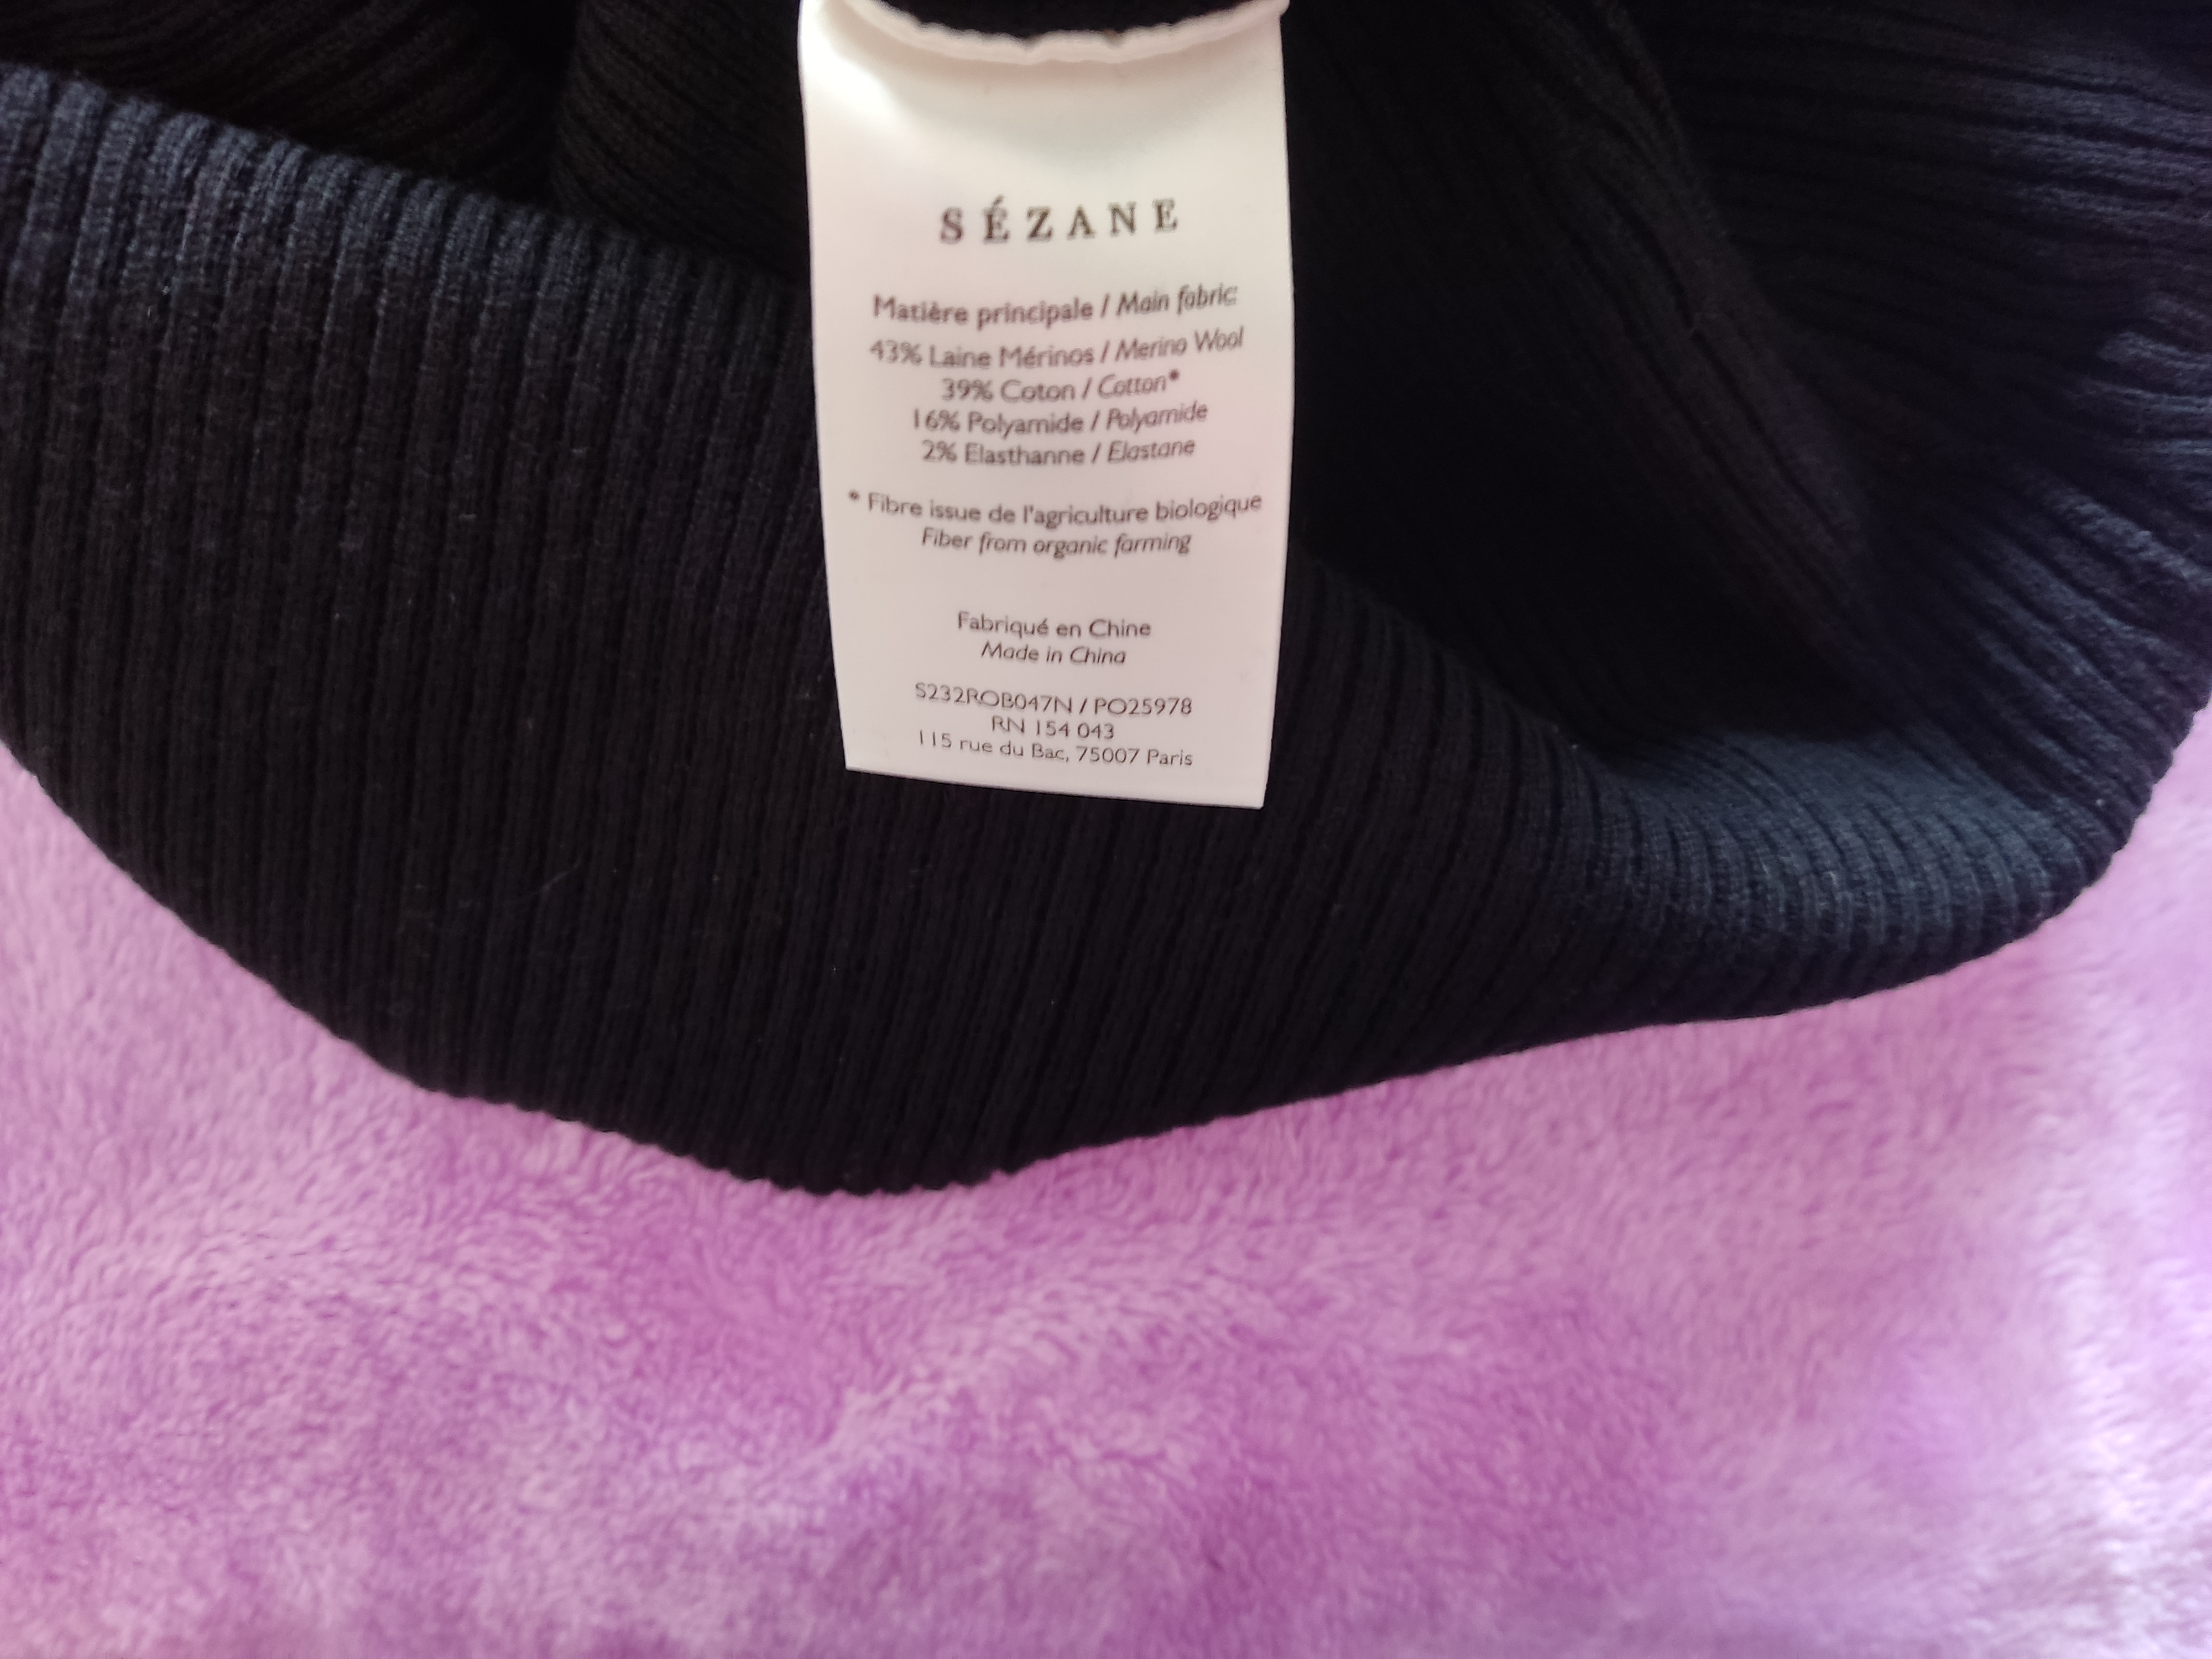 SÉZANE
Matière principale / Main fabric
43% Laine Mérinos / Merino Wool
39% Coton / Cotton*
16% Polyamide / Polyamide
2% Elasthanne / Elastane
* Fibre issue de l'agriculture biologique
Fiber from organic farming
Fabriqué en Chine
Made in China
S232ROB047N / PO25978
RN 154 043
115 rue du Bac, 75007 Paris